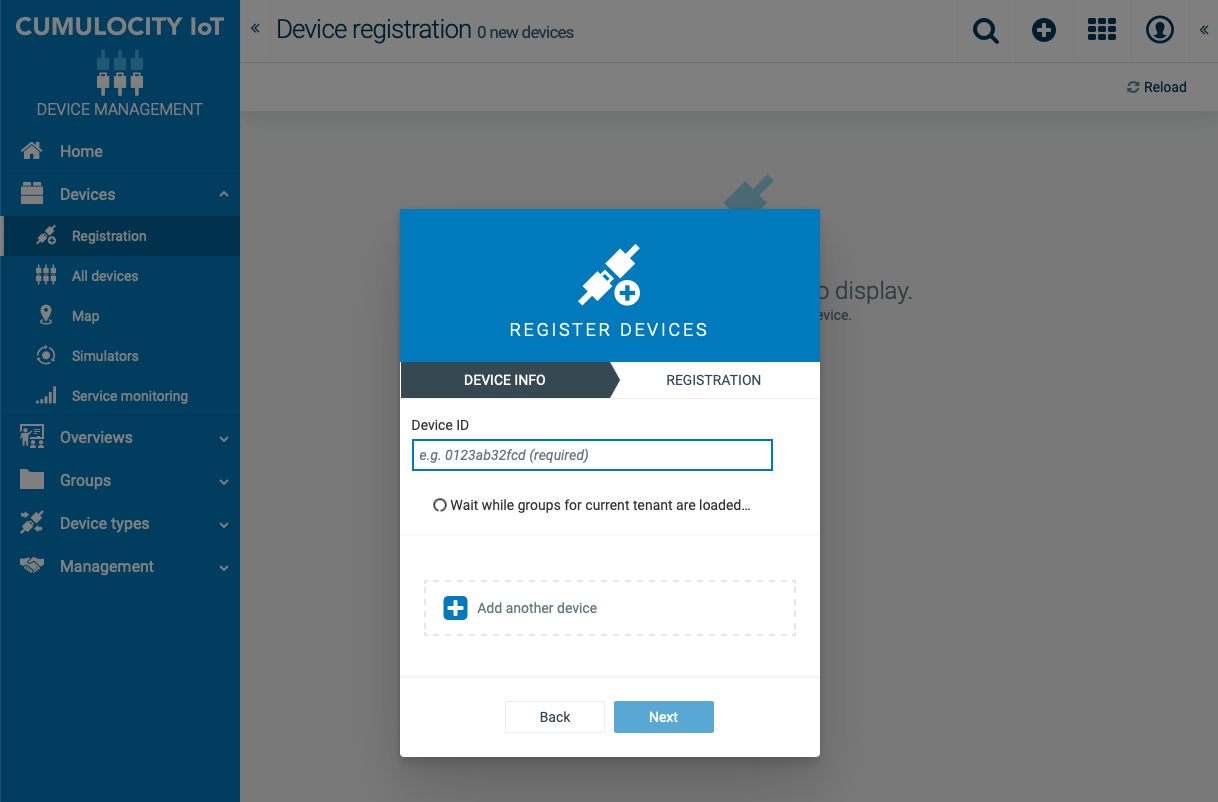 CUMULOCITY IoT
DEVICE MANAGEMENT
Home
Devices
Registration
All devices
Map
Simulators
Service monitoring
Overviews
Groups
Device types
Management
Device registration 0 new devices
Reload
o display.
evice.
REGISTER DEVICES
DEVICE INFO
REGISTRATION
Device ID
e.g. 0123ab32fcd (required)
Wait while groups for current tenant are loaded...
Add another device
Back
Next